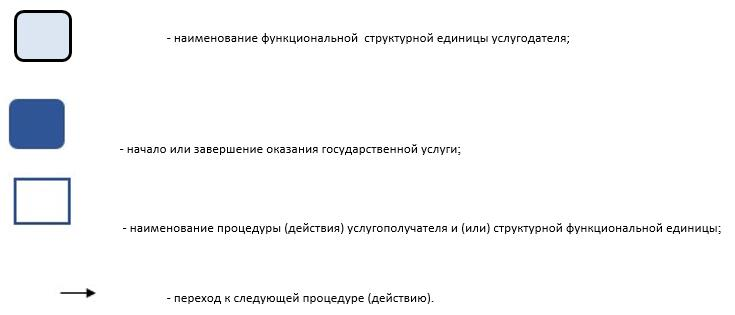 - наименование функциональной структурной единицы услугодателя;
- начало или завершение оказания государственной услуги;
- наименование процедуры (действия) услугополучателя и (или) структурной функциональной единицы;
- переход к следующей процедуре (действию).